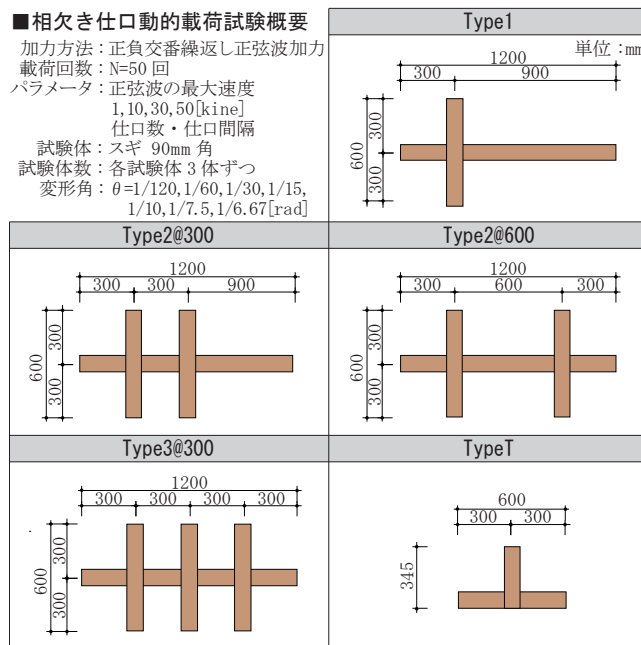 ■相欠き仕口動的載荷試験概要
加力方法：正負交番繰返し正弦波加力
載荷回数：N=50 回
パラメータ：正弦波の最大速度
1,10,30,50[kine]
仕口数・仕口間隔
試験体：スギ 90mm 角
試験体数：各試験体 3 体ずつ
変形角：θ=1/120,1/60,1/30,1/15,
1/10,1/7.5,1/6.67[rad]
Type1
単位：mm
1200
300 900
600
300
300
Type2@300
1200
300 300 900
600
300
300
Type2@600
1200
300 600 300
600
300
300
Type3@300
1200
300 300 300 300
600
300
300
TypeT
600
300 300
345